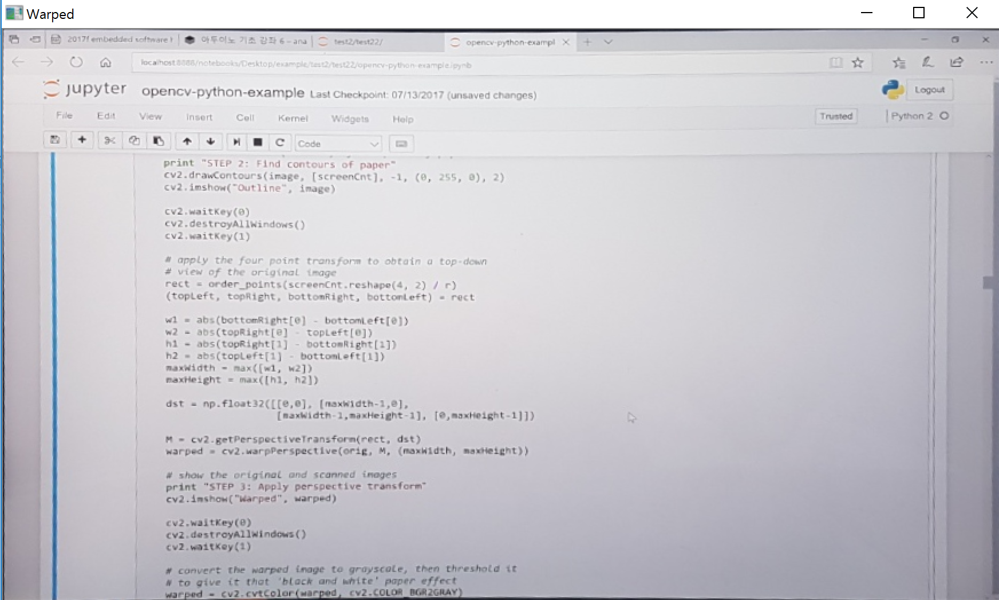 Warped
2017f embedded software
아두이노 기초 강좌 6 - ana
test2/test22/
opencv-python-exampl
localhost:8888/notebooks/Desktop/example/test2/test22/opencv-python-example.ipynb
jupyter opencv-python-example Last Checkpoint: 07/13/2017 (unsaved changes)
Logout
File Edit View Insert Cell Kernel Widgets Help
Trusted
Python 2
Code
print "STEP 2: Find contours of paper"
cv2.drawContours(image, [screenCnt], -1, (0, 255, 0), 2)
cv2.imshow("Outline", image)
cv2.waitKey(0)
cv2.destroyAllWindows()
cv2.waitKey(1)
# apply the four point transform to obtain a top-down
# view of the original image
rect = order_points(screenCnt.reshape(4, 2) / r)
(topLeft, topRight, bottomRight, bottomLeft) = rect
w1 = abs(bottomRight[0] - bottomLeft[0])
w2 = abs(topRight[0] - topLeft[0])
h1 = abs(topRight[1] - bottomRight[1])
h2 = abs(topLeft[1] - bottomLeft[1])
maxWidth = max([w1, w2])
maxHeight = max([h1, h2])
dst = np.float32([[0,0], [maxWidth-1,0],
[maxWidth-1,maxHeight-1], [0,maxHeight-1]])
M = cv2.getPerspectiveTransform(rect, dst)
warped = cv2.warpPerspective(orig, M, (maxWidth, maxHeight))
# show the original and scanned images
print "STEP 3: Apply perspective transform"
cv2.imshow("Warped", warped)
cv2.waitKey(0)
cv2.destroyAllWindows()
cv2.waitKey(1)
# convert the warped image to grayscale, then threshold it
# to give it that 'black and white' paper effect
warped = cv2.cvtColor(warped, cv2.COLOR_BGR2GRAY)